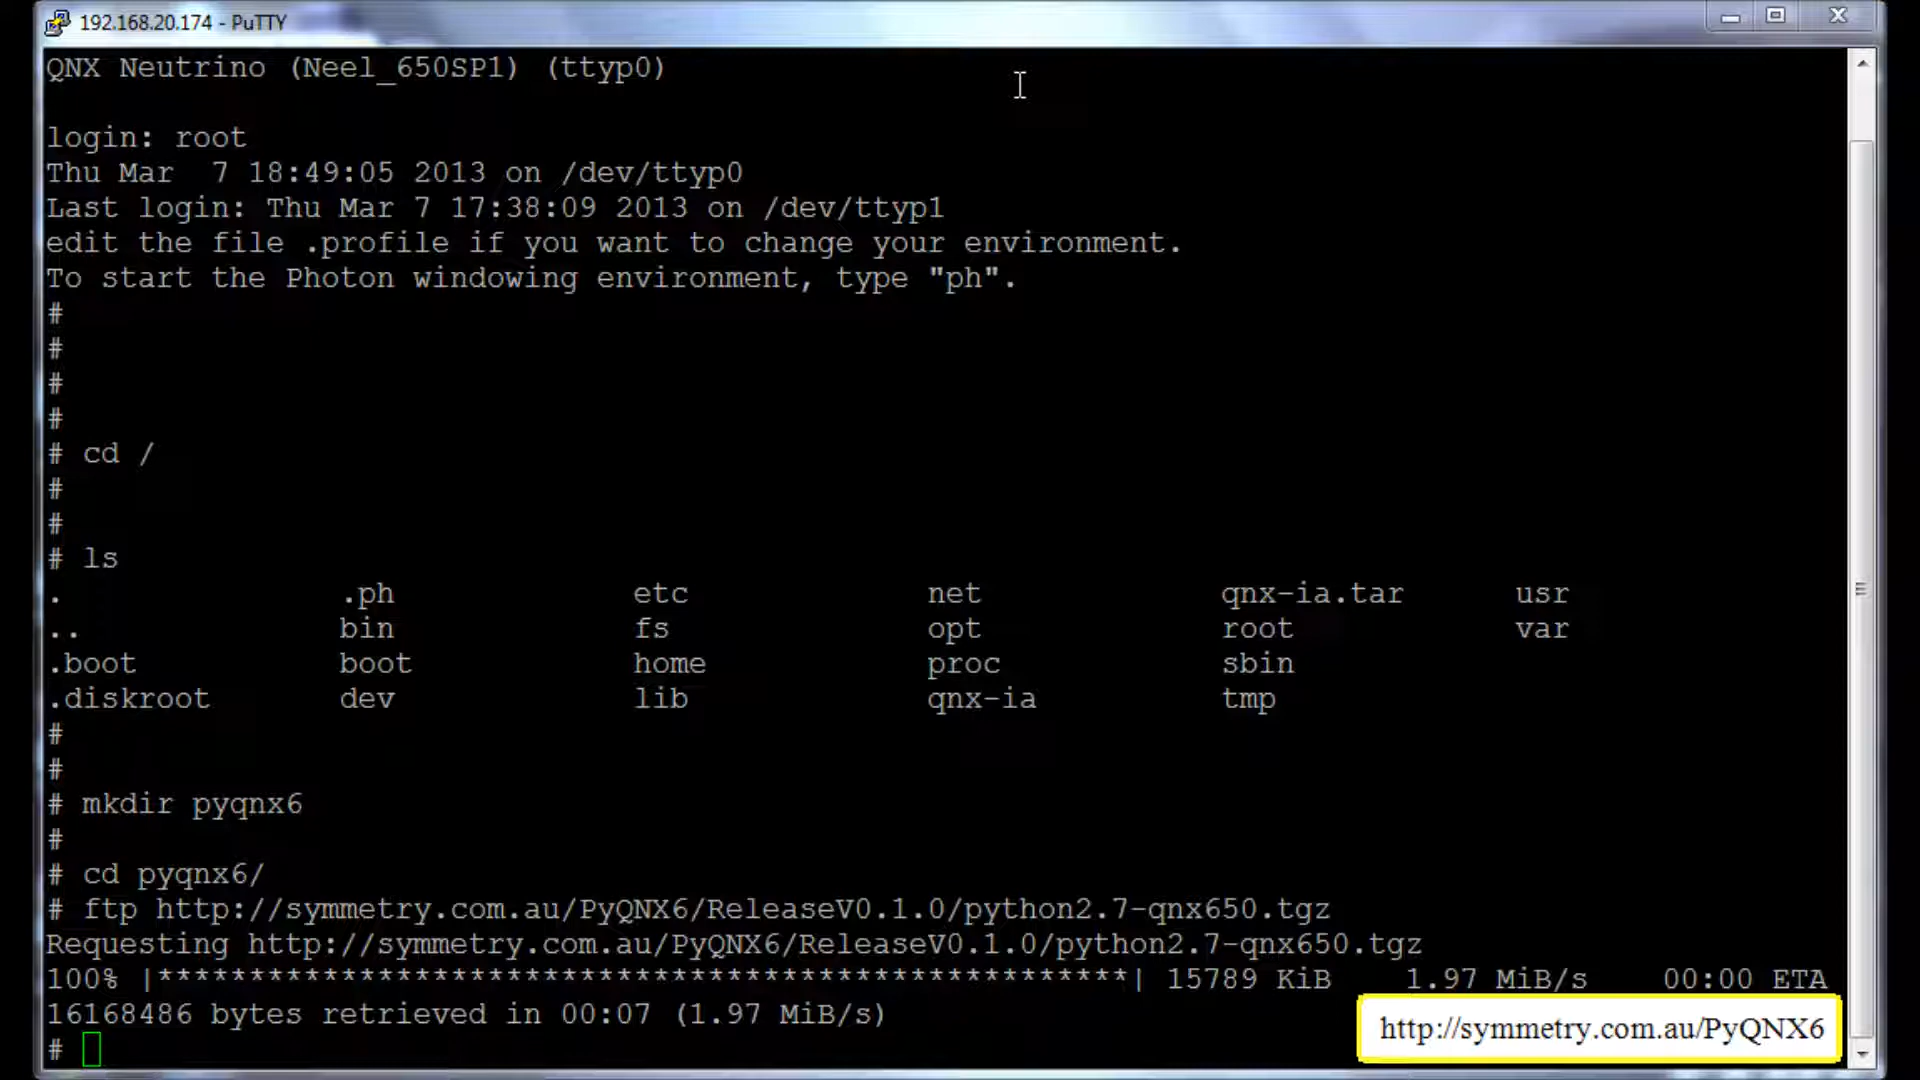 192.168.20.174 - PuTTY
QNX Neutrino (Neel_650SP1) (ttyp0)
login: root
Thu Mar  7 18:49:05 2013 on /dev/ttyp0
Last login: Thu Mar 7 17:38:09 2013 on /dev/ttyp1
edit the file .profile if you want to change your environment.
To start the Photon windowing environment, type "ph".
#
#
#
#
# cd /
#
#
# ls
. .ph etc net qnx-ia.tar usr
.. bin fs opt root var
.boot boot home proc sbin
.diskroot dev lib qnx-ia tmp
#
#
# mkdir pyqnx6
#
# cd pyqnx6/
# ftp http://symmetry.com.au/PyQNX6/ReleaseV0.1.0/python2.7-qnx650.tgz
Requesting http://symmetry.com.au/PyQNX6/ReleaseV0.1.0/python2.7-qnx650.tgz
100% |*****************************************************| 15789 KiB 1.97 MiB/s 00:00 ETA
16168486 bytes retrieved in 00:07 (1.97 MiB/s)
#
http://symmetry.com.au/PyQNX6